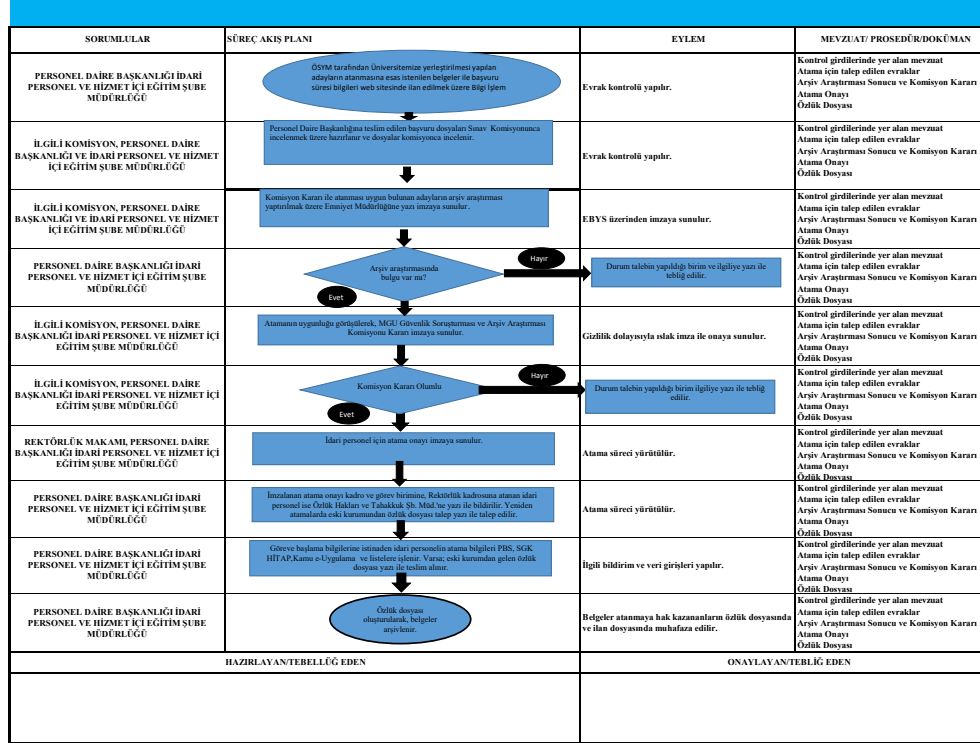 SORUMLULAR
SÜREÇ AKIŞ PLANI
EYLEM
MEVZUAT/ PROSEDÜR/DOKÜMAN
PERSONEL DAİRE BAŞKANLIĞI İDARİ
PERSONEL VE HİZMET İÇİ EĞİTİM ŞUBE
MÜDÜRLÜĞÜ
ÖSYM tarafından Üniversitemize yerleştirilmesi yapılan
adayların atanmasına esas istenilen belgeler ile başvuru
süresi bilgileri web sitesinde ilan edilmek üzere Bilgi İşlem
Evrak kontrolü yapılır.
Kontrol girdilerinde yer alan mevzuat
Atama için talep edilen evraklar
Arşiv Araştırması Sonucu ve Komisyon Kararı
Atama Onayı
Özlük Dosyası
İLGİLİ KOMİSYON, PERSONEL DAİRE
BAŞKANLIĞI VE İDARİ PERSONEL VE HİZMET
İÇİ EĞİTİM ŞUBE MÜDÜRLÜĞÜ
Personel Daire Başkanlığına teslim edilen başvuru dosyaları Sınav Komisyonunca
incelenmek üzere hazırlanır ve dosyalar komisyonca incelenir.
Evrak kontrolü yapılır.
Kontrol girdilerinde yer alan mevzuat
Atama için talep edilen evraklar
Arşiv Araştırması Sonucu ve Komisyon Kararı
Atama Onayı
Özlük Dosyası
İLGİLİ KOMİSYON, PERSONEL DAİRE
BAŞKANLIĞI VE İDARİ PERSONEL VE HİZMET
İÇİ EĞİTİM ŞUBE MÜDÜRLÜĞÜ
Komisyon Kararı ile atanması uygun bulunan adayların arşiv araştırması
yaptırılmak üzere Emniyet Müdürlüğüne yazı imzaya sunulur.
EBYS üzerinden imzaya sunulur.
Kontrol girdilerinde yer alan mevzuat
Atama için talep edilen evraklar
Arşiv Araştırması Sonucu ve Komisyon Kararı
Atama Onayı
Özlük Dosyası
PERSONEL DAİRE BAŞKANLIĞI İDARİ
PERSONEL VE HİZMET İÇİ EĞİTİM ŞUBE
MÜDÜRLÜĞÜ
Arşiv araştırmasında
bulgu var mı?
Hayır
Evet
Durum talebin yapıldığı birim ve ilgiliye yazı ile
tebliğ edilir.
Kontrol girdilerinde yer alan mevzuat
Atama için talep edilen evraklar
Arşiv Araştırması Sonucu ve Komisyon Kararı
Atama Onayı
Özlük Dosyası
İLGİLİ KOMİSYON, PERSONEL DAİRE
BAŞKANLIĞI İDARİ PERSONEL VE HİZMET İÇİ
EĞİTİM ŞUBE MÜDÜRLÜĞÜ
Atamanın uygunluğu görüşülerek, MGU Güvenlik Soruşturması ve Arşiv Araştırması
Komisyonu Kararı imzaya sunulur.
Gizlilik dolayısıyla ıslak imza ile onaya sunulur.
Kontrol girdilerinde yer alan mevzuat
Atama için talep edilen evraklar
Arşiv Araştırması Sonucu ve Komisyon Kararı
Atama Onayı
Özlük Dosyası
İLGİLİ KOMİSYON, PERSONEL DAİRE
BAŞKANLIĞI İDARİ PERSONEL VE HİZMET İÇİ
EĞİTİM ŞUBE MÜDÜRLÜĞÜ
Komisyon Kararı Olumlu
Hayır
Evet
Durum talebin yapıldığı birim ilgiliye yazı ile tebliğ
edilir.
Kontrol girdilerinde yer alan mevzuat
Atama için talep edilen evraklar
Arşiv Araştırması Sonucu ve Komisyon Kararı
Atama Onayı
Özlük Dosyası
REKTÖRLÜK MAKAMI, PERSONEL DAİRE
BAŞKANLIĞI İDARİ PERSONEL VE HİZMET İÇİ
EĞİTİM ŞUBE MÜDÜRLÜĞÜ
İdari personel için atama onayı imzaya sunulur.
Atama süreci yürütülür.
Kontrol girdilerinde yer alan mevzuat
Atama için talep edilen evraklar
Arşiv Araştırması Sonucu ve Komisyon Kararı
Atama Onayı
Özlük Dosyası
PERSONEL DAİRE BAŞKANLIĞI İDARİ
PERSONEL VE HİZMET İÇİ EĞİTİM ŞUBE
MÜDÜRLÜĞÜ
İmzalanan atama onayı kadro ve görev birimine, Rektörlük kadrosuna atanan idari
personel ise Özlük Hakları ve Tahakkuk Şb. Müd.'ne yazı ile bildirilir. Yeniden
atamalarda eski kurumundan özlük dosyası talep yazı ile talep edilir.
Atama süreci yürütülür.
Kontrol girdilerinde yer alan mevzuat
Atama için talep edilen evraklar
Arşiv Araştırması Sonucu ve Komisyon Kararı
Atama Onayı
Özlük Dosyası
PERSONEL DAİRE BAŞKANLIĞI İDARİ
PERSONEL VE HİZMET İÇİ EĞİTİM ŞUBE
MÜDÜRLÜĞÜ
Göreve başlama bilgilerine istinaden idari personelin atama bilgileri PBS, SGK
HİTAP,Kamu e-Uygulama ve listelere işlenir. Varsa; eski kurumdan gelen özlük
dosyası yazı ile teslim alınır.
İlgili bildirim ve veri girişleri yapılır.
Kontrol girdilerinde yer alan mevzuat
Atama için talep edilen evraklar
Arşiv Araştırması Sonucu ve Komisyon Kararı
Atama Onayı
Özlük Dosyası
PERSONEL DAİRE BAŞKANLIĞI İDARİ
PERSONEL VE HİZMET İÇİ EĞİTİM ŞUBE
MÜDÜRLÜĞÜ
Özlük dosyası
oluşturularak, belgeler
arşivlenir.
Belgeler atanmaya hak kazananların özlük dosyasında
ve ilan dosyasında muhafaza edilir.
Kontrol girdilerinde yer alan mevzuat
Atama için talep edilen evraklar
Arşiv Araştırması Sonucu ve Komisyon Kararı
Atama Onayı
Özlük Dosyası
HAZIRLAYAN/TEBELLÜĞ EDEN
ONAYLAYAN/TEBLİĞ EDEN